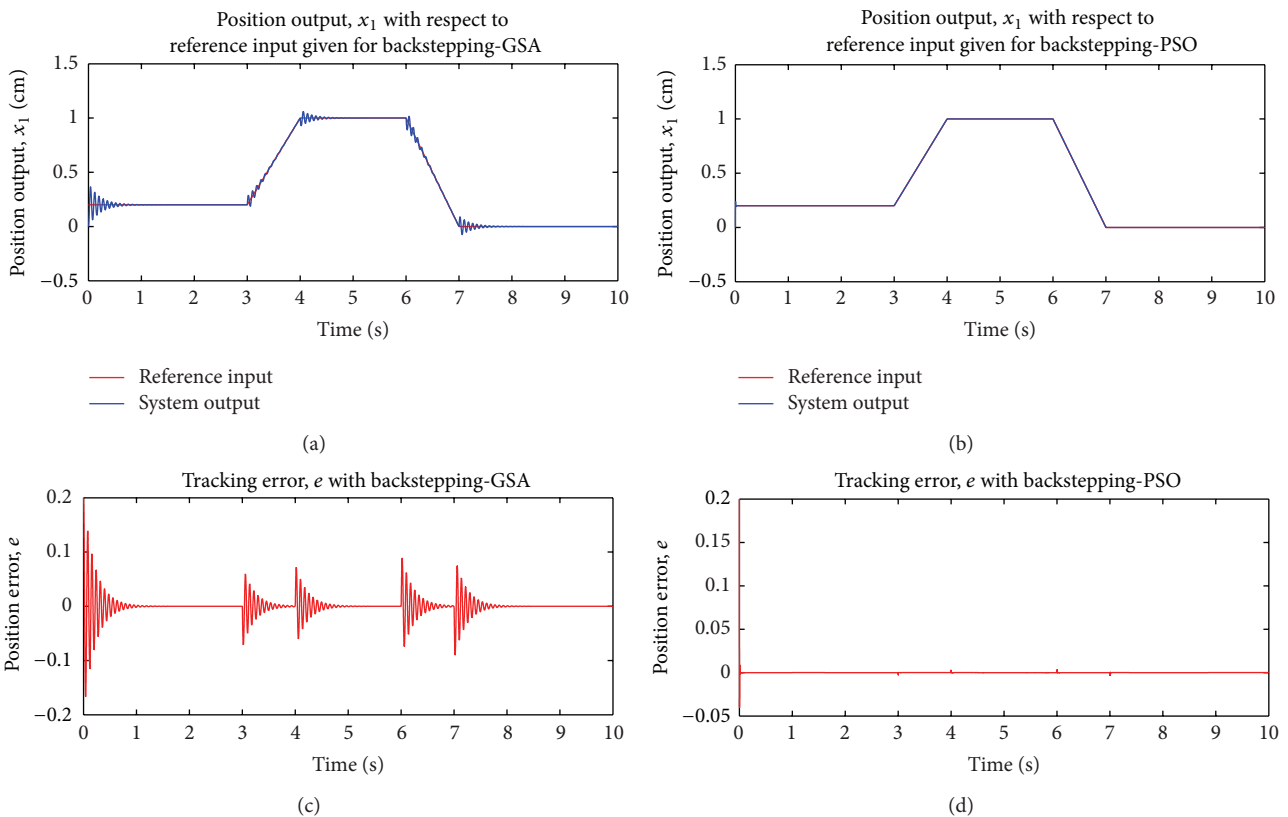 Position output, x₁ with respect to
reference input given for backstepping-GSA
Position output, x₁ (cm)
1.5
1
0.5
0
−0.5
0 1 2 3 4 5 6 7 8 9 10
Time (s)
Reference input
System output
(a)
Position output, x₁ with respect to
reference input given for backstepping-PSO
Position output, x₁ (cm)
1.5
1
0.5
0
−0.5
0 1 2 3 4 5 6 7 8 9 10
Time (s)
Reference input
System output
(b)
Tracking error, e with backstepping-GSA
Position error, e
0.2
0.1
0
−0.1
−0.2
0 1 2 3 4 5 6 7 8 9 10
Time (s)
(c)
Tracking error, e with backstepping-PSO
Position error, e
0.2
0.15
0.1
0.05
0
−0.05
0 1 2 3 4 5 6 7 8 9 10
Time (s)
(d)